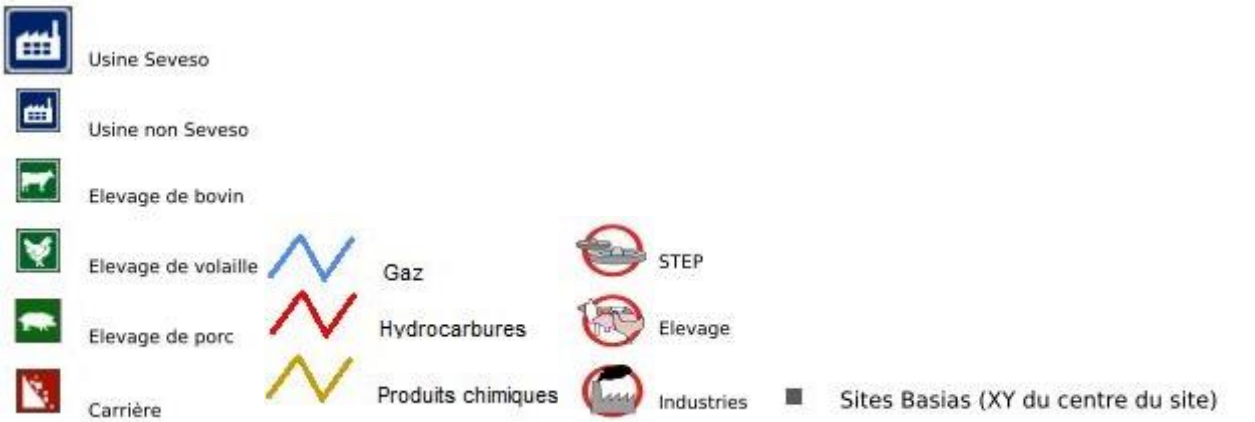 Usine Seveso
Usine non Seveso
Elevage de bovin
Elevage de volaille
Elevage de porc
Carrière
Gaz
Hydrocarbures
Produits chimiques
STEP
Elevage
Industries
Sites Basias (XY du centre du site)